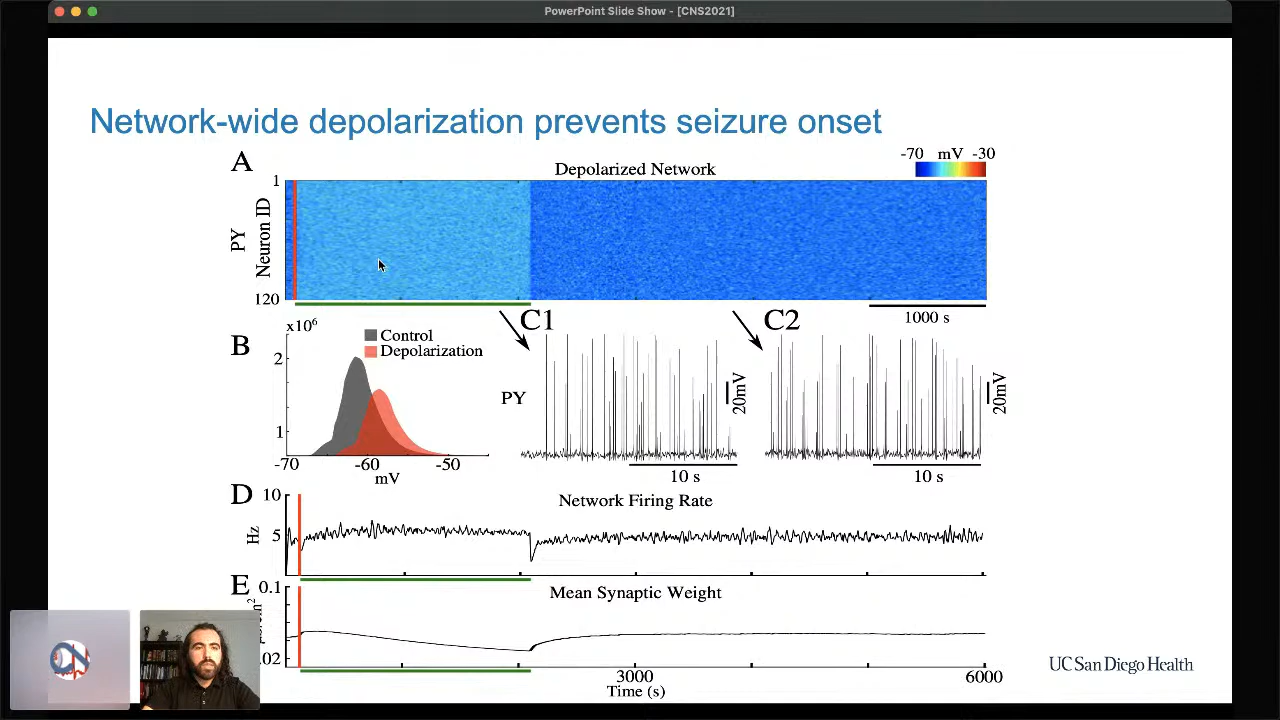 PowerPoint Slide Show - [CNS2021]
Network-wide depolarization prevents seizure onset
A
Depolarized Network
-70 mV -30
1
PY
Neuron ID
120
1000 s
B
x10⁶
Control
Depolarization
2
1
-70 -60 -50
mV
C1
PY
20mV
10 s
C2
20mV
10 s
D
Network Firing Rate
10
5
Hz
E
Mean Synaptic Weight
0.1
3000 6000
Time (s)
UC San Diego Health